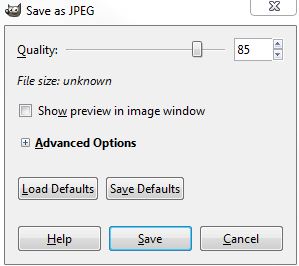 Save as JPEG
Quality: 85
File size: unknown
Show preview in image window
Advanced Options
Load Defaults Save Defaults
Help Save Cancel